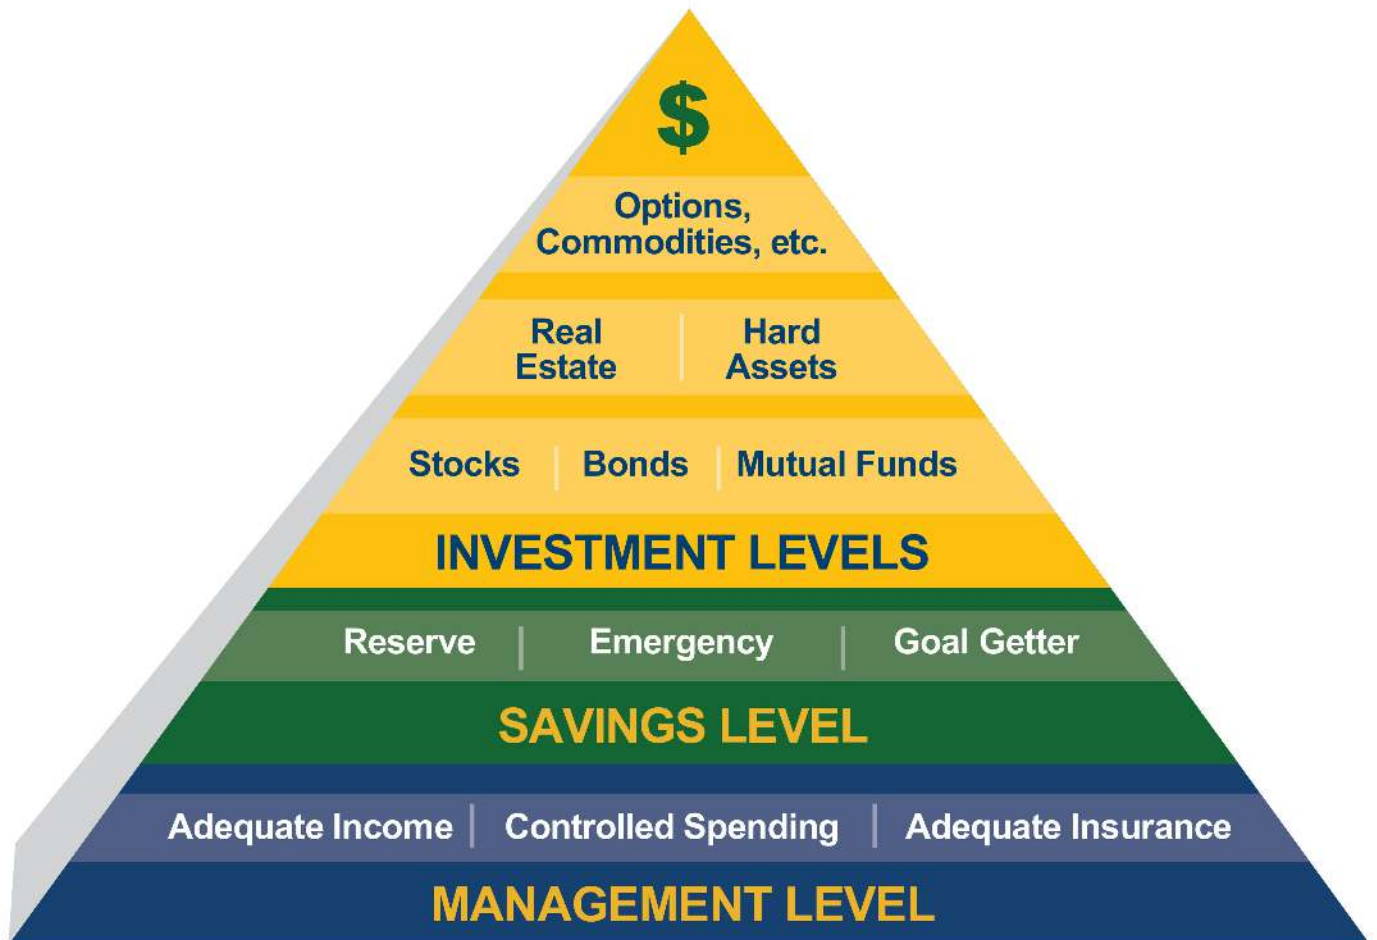 $
Options,
Commodities, etc.
Real Estate Hard Assets
Stocks Bonds Mutual Funds
INVESTMENT LEVELS
Reserve Emergency Goal Getter
SAVINGS LEVEL
Adequate Income Controlled Spending Adequate Insurance
MANAGEMENT LEVEL